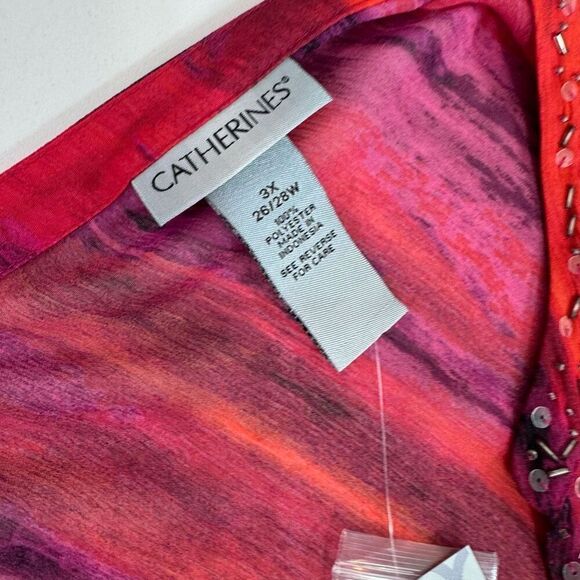 CATHERINES®
3X
26/28W
100%
POLYESTER
MADE IN
INDONESIA
SEE REVERSE
FOR CARE